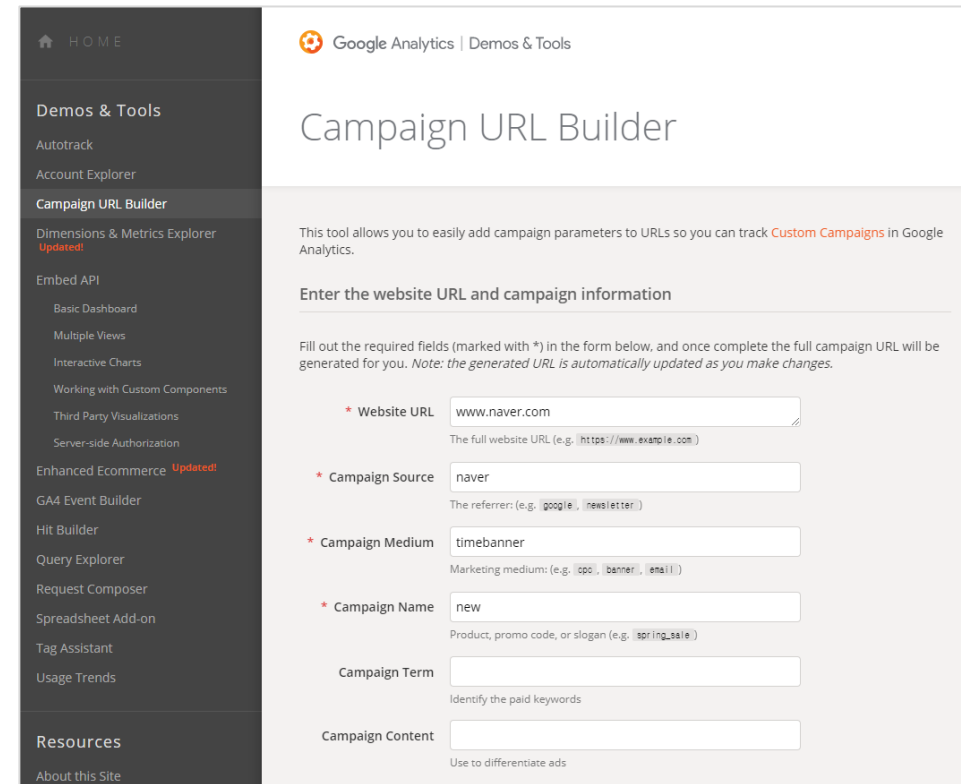 HOME
Demos & Tools
Autotrack
Account Explorer
Campaign URL Builder
Dimensions & Metrics Explorer
Updated!
Embed API
Basic Dashboard
Multiple Views
Interactive Charts
Working with Custom Components
Third Party Visualizations
Server-side Authorization
Enhanced Ecommerce Updated!
GA4 Event Builder
Hit Builder
Query Explorer
Request Composer
Spreadsheet Add-on
Tag Assistant
Usage Trends
Resources
About this Site
Google Analytics | Demos & Tools
Campaign URL Builder
This tool allows you to easily add campaign parameters to URLs so you can track Custom Campaigns in Google
Analytics.
Enter the website URL and campaign information
Fill out the required fields (marked with *) in the form below, and once complete the full campaign URL will be
generated for you. Note: the generated URL is automatically updated as you make changes.
* Website URL www.naver.com
The full website URL (e.g. https://www.example.com )
* Campaign Source naver
The referrer: (e.g. google , newsletter )
* Campaign Medium timebanner
Marketing medium: (e.g. cpc , banner , email )
* Campaign Name new
Product, promo code, or slogan (e.g. spring_sale )
Campaign Term
Identify the paid keywords
Campaign Content
Use to differentiate ads